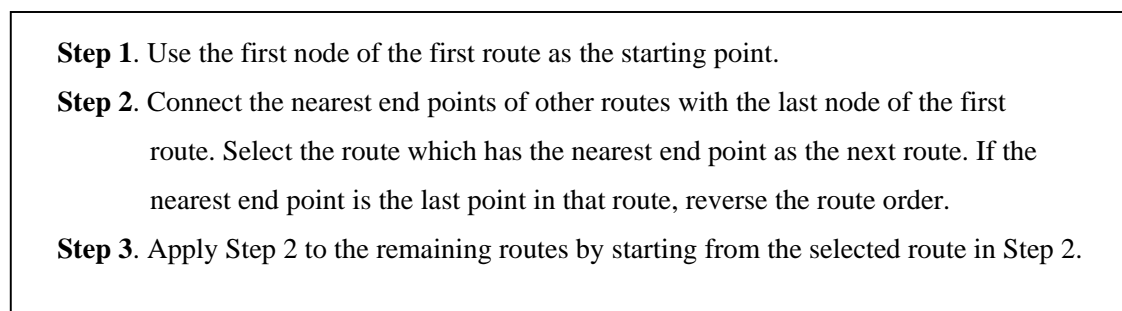 Step 1. Use the first node of the first route as the starting point.
Step 2. Connect the nearest end points of other routes with the last node of the first
route. Select the route which has the nearest end point as the next route. If the
nearest end point is the last point in that route, reverse the route order.
Step 3. Apply Step 2 to the remaining routes by starting from the selected route in Step 2.